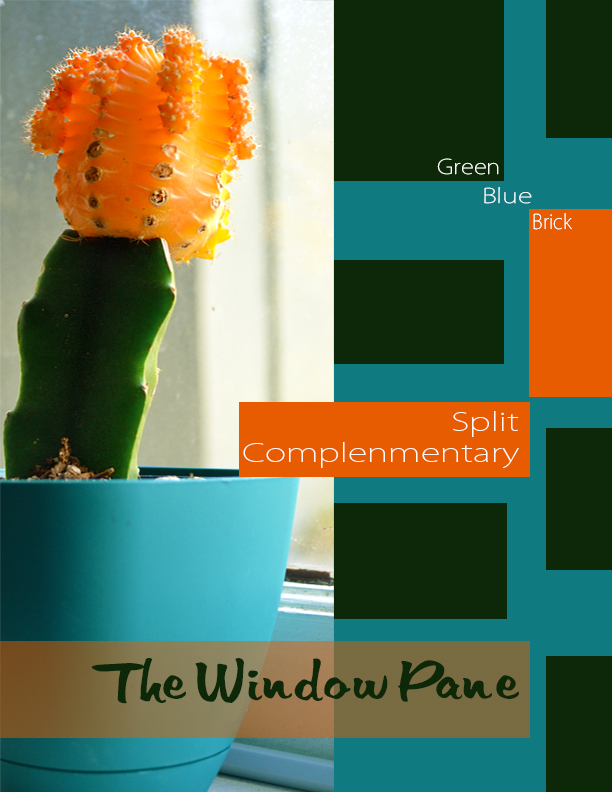 Green
Blue
Brick
Split
Complenmentary
The Window Pane